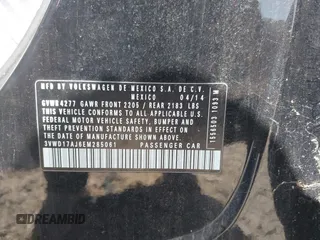 MFD BY VOLKSWAGEN DE MEXICO S.A. DE C.V.
MEXICO 04/14
GVWR 4277 GAWR FRONT 2205 / REAR 2183 LBS
THIS VEHICLE CONFORMS TO ALL APPLICABLE U.S.
FEDERAL MOTOR VEHICLE SAFETY, BUMPER AND
THEFT PREVENTION STANDARDS IN EFFECT ON
THE DATE OF MANUFACTURE SHOWN ABOVE.
3VWD17AJ6EM285061 PASSENGER CAR
BIDINVEMD